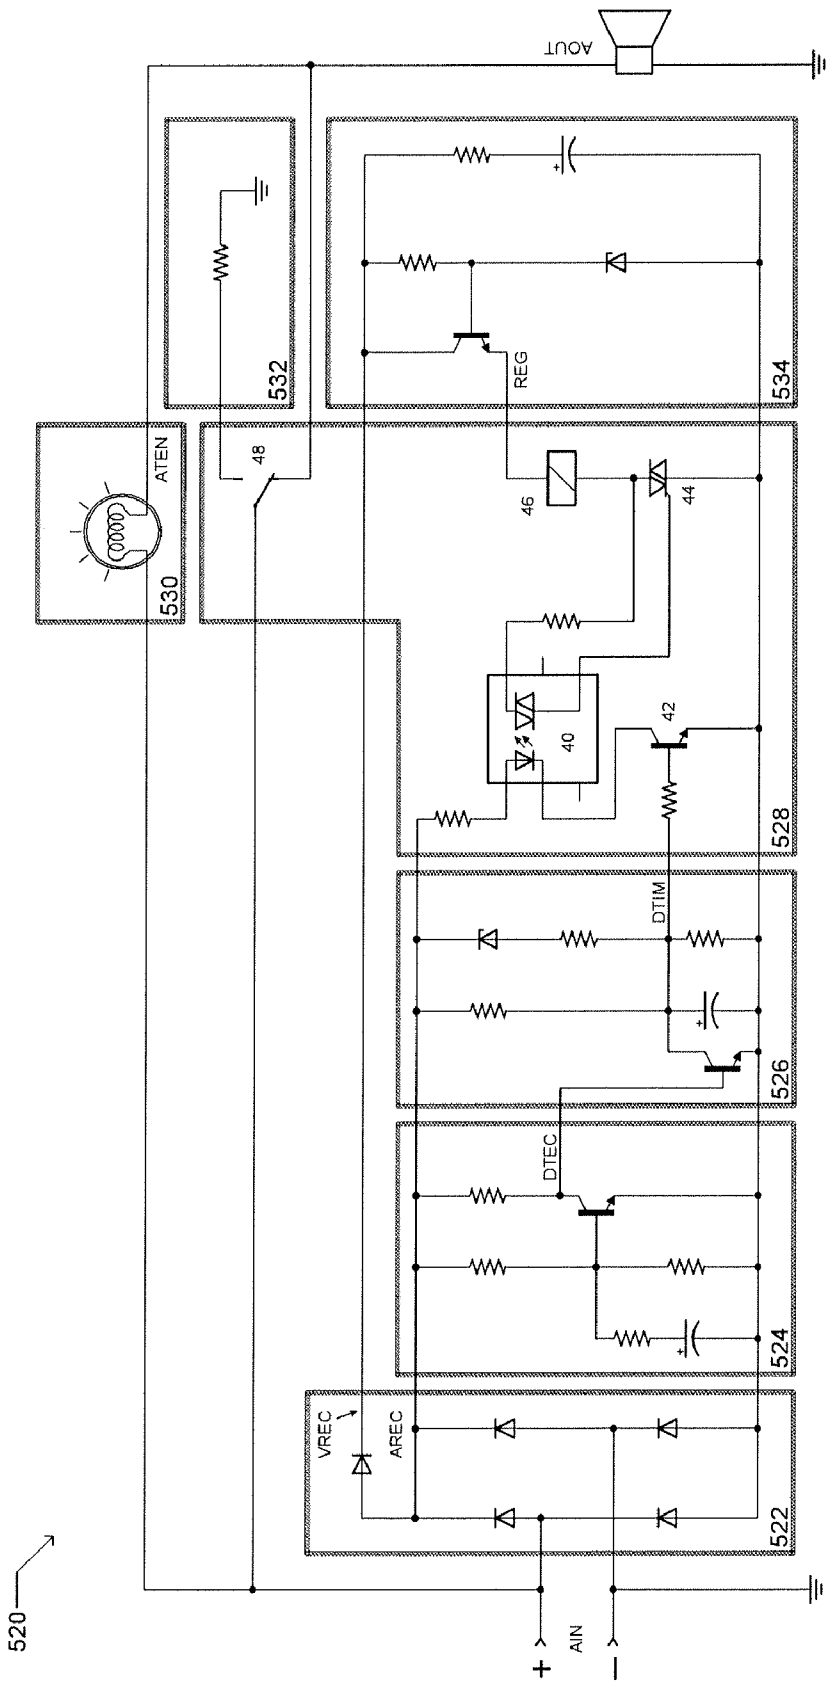 AOUT
532
534
REG
48
ATEN
530
46
44
40
42
528
DTIM
526
DTEC
524
VREC
AREC
522
520
AIN
+
−
+
+
+